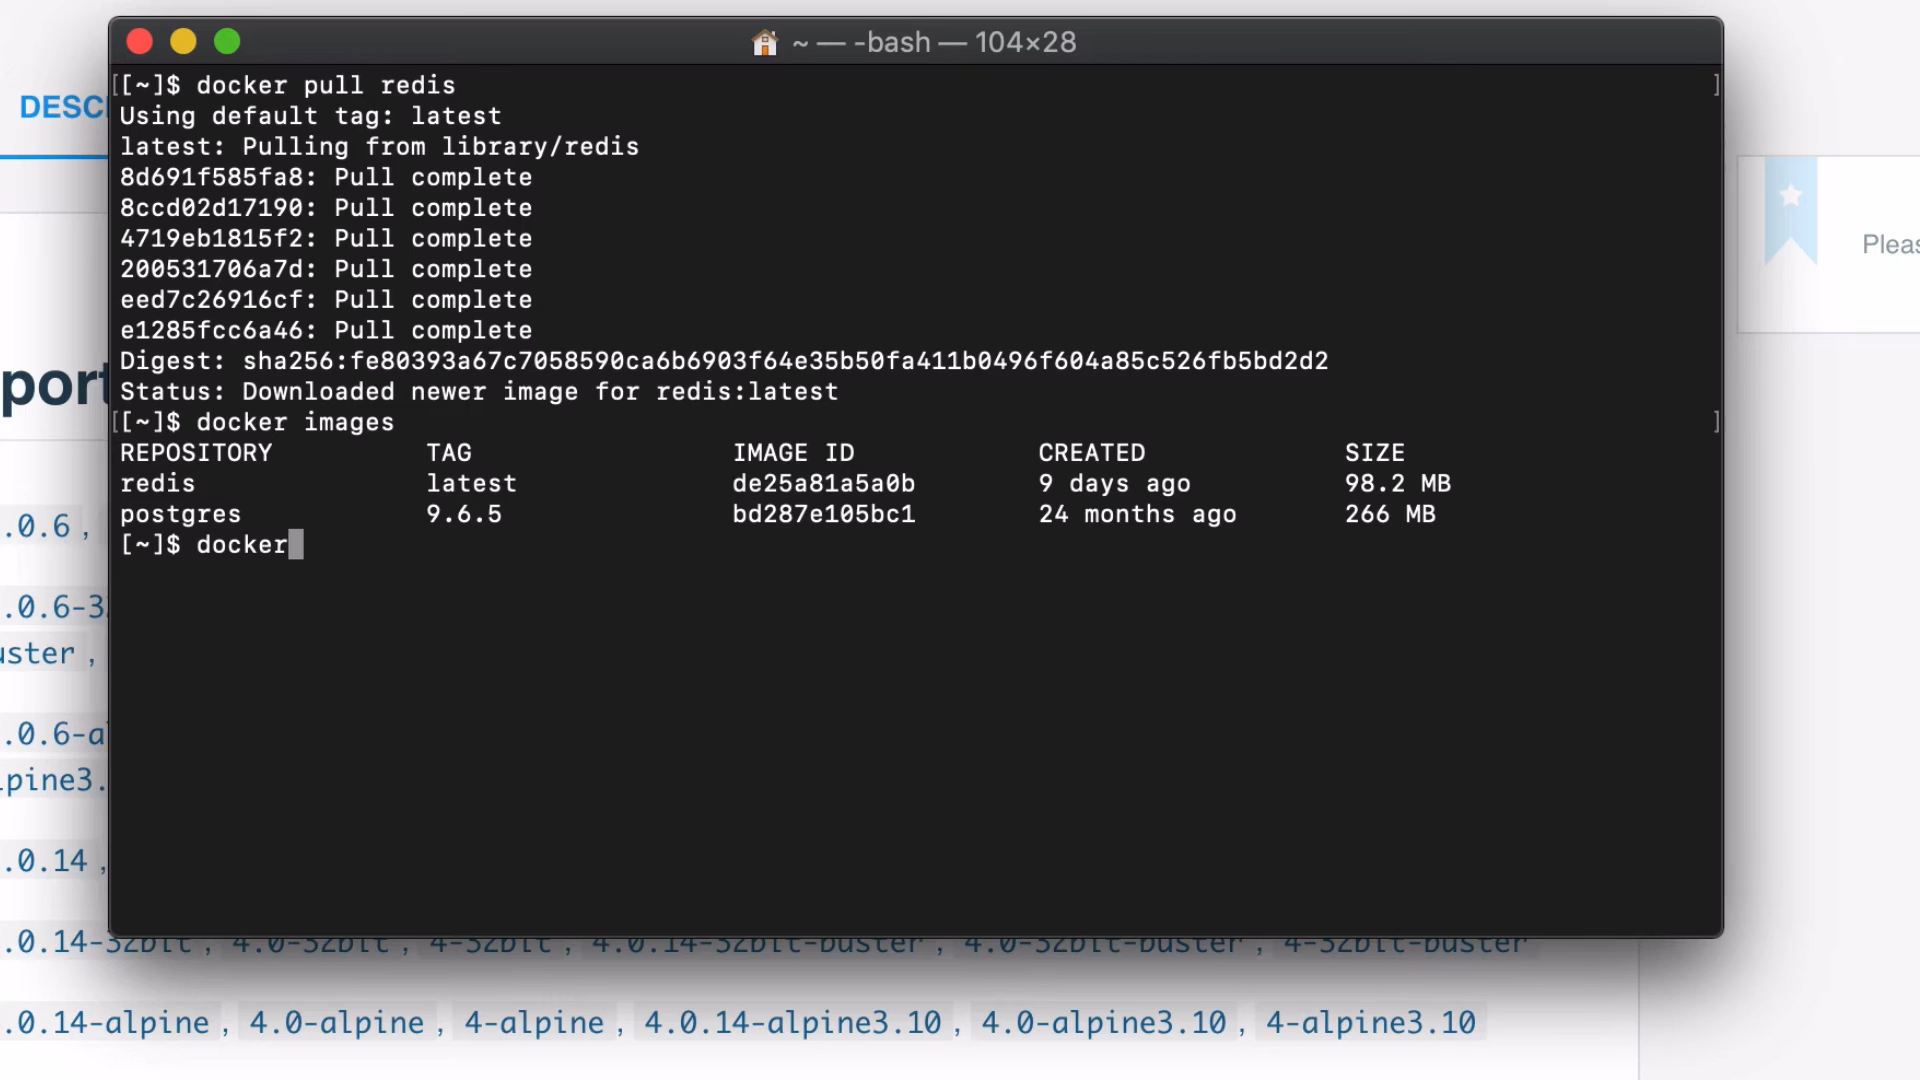 ~ — -bash — 104×28
[~]$ docker pull redis
Using default tag: latest
latest: Pulling from library/redis
8d691f585fa8: Pull complete
8ccd02d17190: Pull complete
4719eb1815f2: Pull complete
200531706a7d: Pull complete
eed7c26916cf: Pull complete
e1285fcc6a46: Pull complete
Digest: sha256:fe80393a67c7058590ca6b6903f64e35b50fa411b0496f604a85c526fb5bd2d2
Status: Downloaded newer image for redis:latest
[~]$ docker images
REPOSITORY TAG IMAGE ID CREATED SIZE
redis latest de25a81a5a0b 9 days ago 98.2 MB
postgres 9.6.5 bd287e105bc1 24 months ago 266 MB
[~]$ docker
DESC
Pleas
port
.0.6 ,
.0.6-3
uster ,
.0.6-a
lpine3.
.0.14 ,
.0.14-32bit , 4.0-32bit , 4-32bit , 4.0.14-32bit-buster , 4.0-32bit-buster , 4-32bit-buster
.0.14-alpine , 4.0-alpine , 4-alpine , 4.0.14-alpine3.10 , 4.0-alpine3.10 , 4-alpine3.10